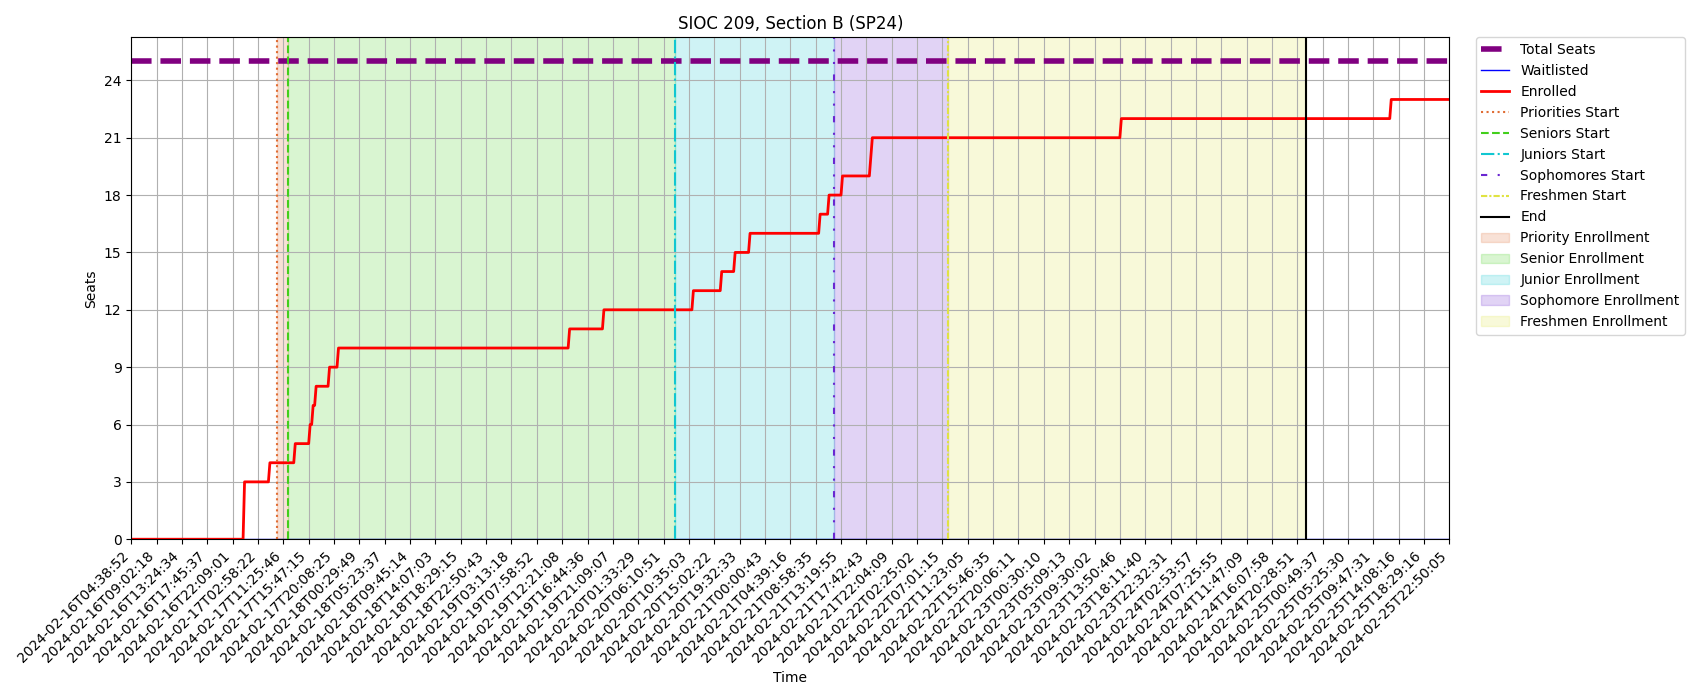 SIOC 209, Section B (SP24)
Total Seats
Waitlisted
Enrolled
Priorities Start
Seniors Start
Juniors Start
Sophomores Start
Freshmen Start
End
Priority Enrollment
Senior Enrollment
Junior Enrollment
Sophomore Enrollment
Freshmen Enrollment
Seats
24
21
18
15
12
9
6
3
0
2024-02-16T04:38:52
2024-02-16T09:02:18
2024-02-16T13:24:34
2024-02-16T17:45:37
2024-02-16T22:09:01
2024-02-17T02:58:22
2024-02-17T11:25:46
2024-02-17T15:47:15
2024-02-17T20:08:25
2024-02-18T00:29:49
2024-02-18T05:23:37
2024-02-18T09:45:14
2024-02-18T14:07:03
2024-02-18T18:29:15
2024-02-18T22:50:43
2024-02-19T03:13:18
2024-02-19T07:58:52
2024-02-19T12:21:08
2024-02-19T16:44:36
2024-02-19T21:09:07
2024-02-20T01:33:29
2024-02-20T06:10:51
2024-02-20T10:35:03
2024-02-20T15:02:22
2024-02-20T19:32:33
2024-02-21T00:00:43
2024-02-21T04:39:16
2024-02-21T08:58:35
2024-02-21T13:19:55
2024-02-21T17:42:43
2024-02-21T22:04:09
2024-02-22T02:25:02
2024-02-22T07:01:15
2024-02-22T11:23:05
2024-02-22T15:46:35
2024-02-22T20:06:11
2024-02-23T00:30:10
2024-02-23T05:09:13
2024-02-23T09:30:02
2024-02-23T13:50:46
2024-02-23T18:11:40
2024-02-23T22:32:31
2024-02-24T02:53:57
2024-02-24T07:25:55
2024-02-24T11:47:09
2024-02-24T16:07:58
2024-02-24T20:28:51
2024-02-25T00:49:37
2024-02-25T05:25:30
2024-02-25T09:47:31
2024-02-25T14:08:16
2024-02-25T18:29:16
2024-02-25T22:50:05
Time